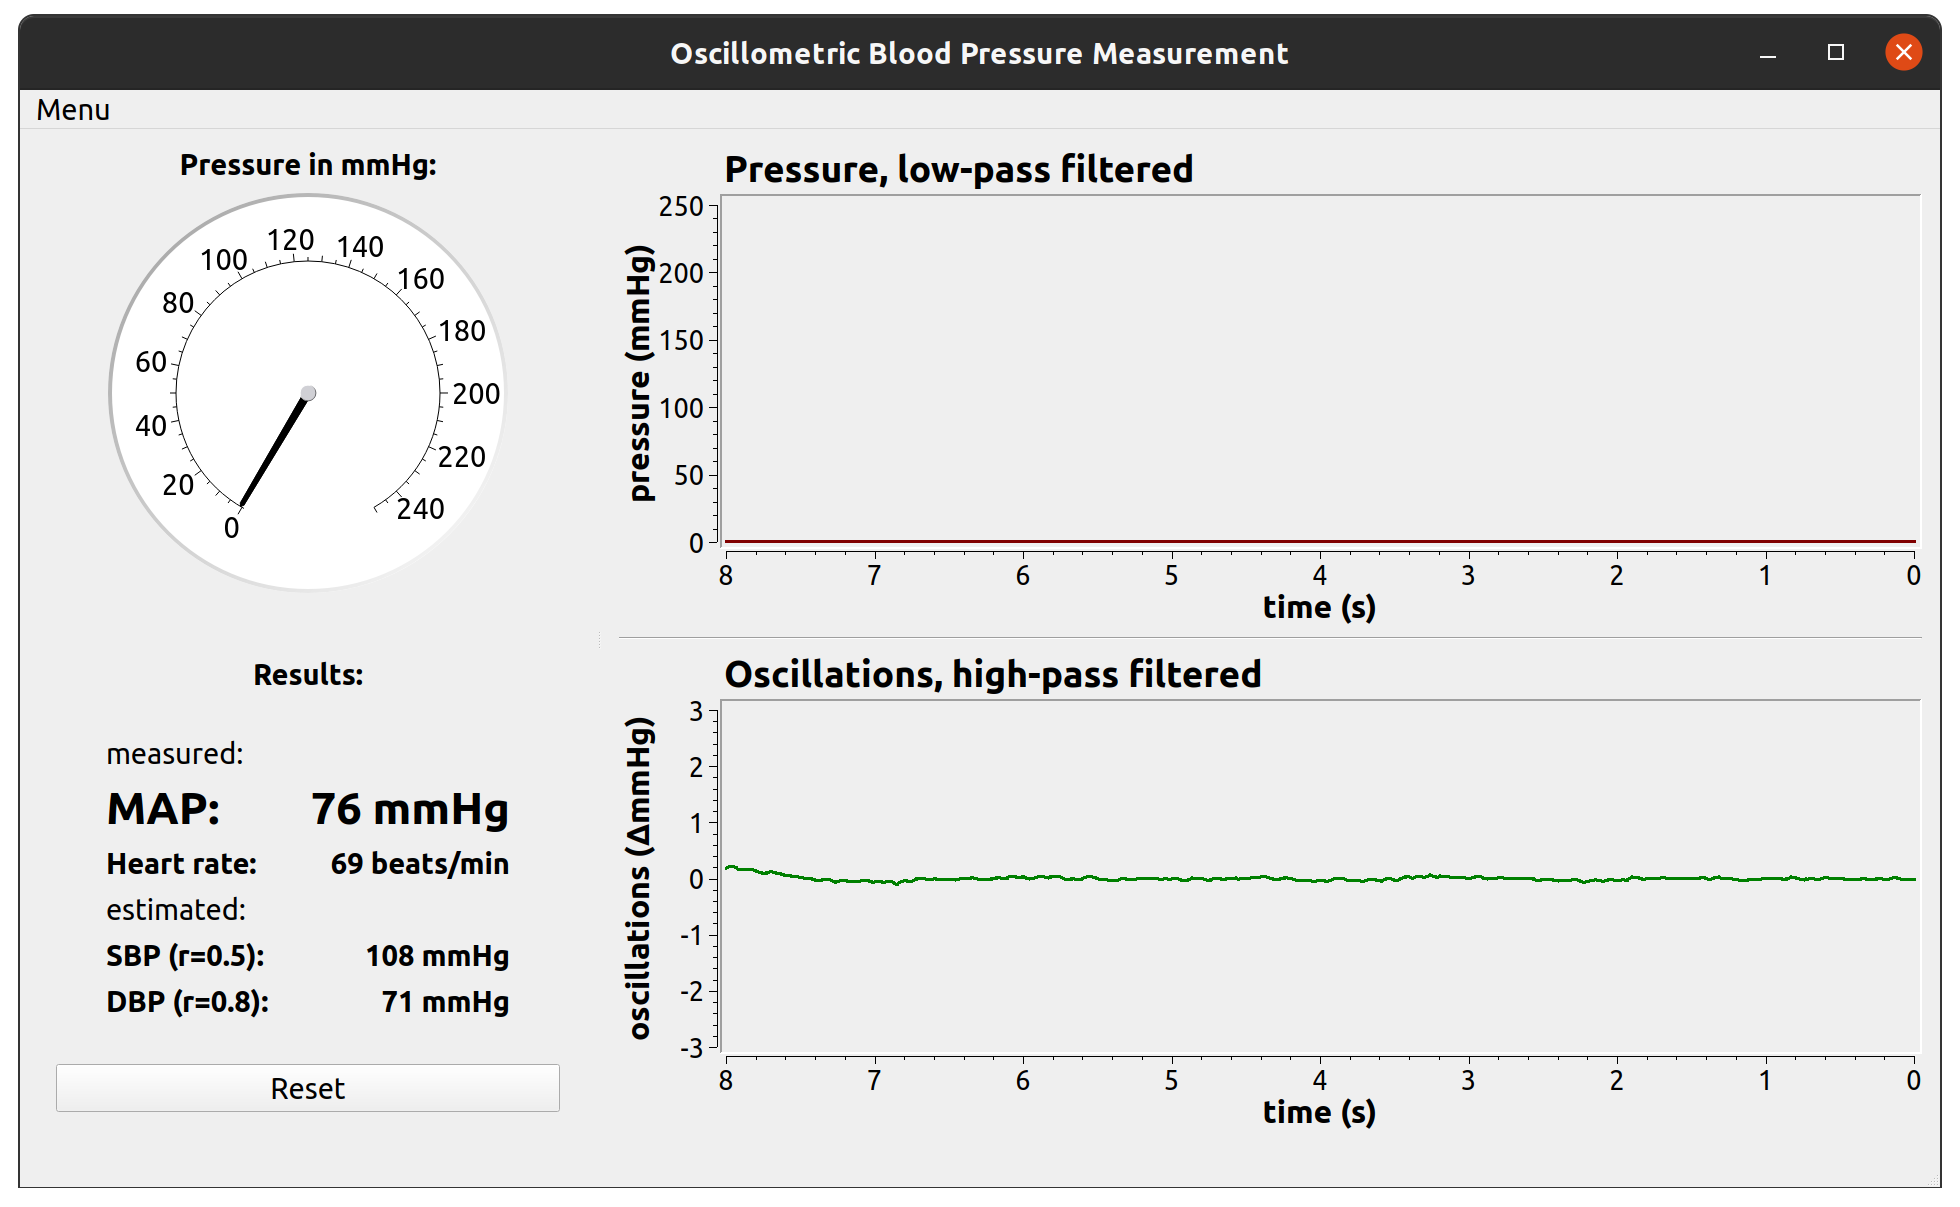 Oscillometric Blood Pressure Measurement
Menu
Pressure in mmHg:
0
20
40
60
80
100
120
140
160
180
200
220
240
Results:
measured:
MAP: 76 mmHg
Heart rate: 69 beats/min
estimated:
SBP (r=0.5): 108 mmHg
DBP (r=0.8): 71 mmHg
Reset
Pressure, low-pass filtered
pressure (mmHg)
250
200
150
100
50
0
8 7 6 5 4 3 2 1 0
time (s)
Oscillations, high-pass filtered
oscillations (ΔmmHg)
3
2
1
0
-1
-2
-3
8 7 6 5 4 3 2 1 0
time (s)